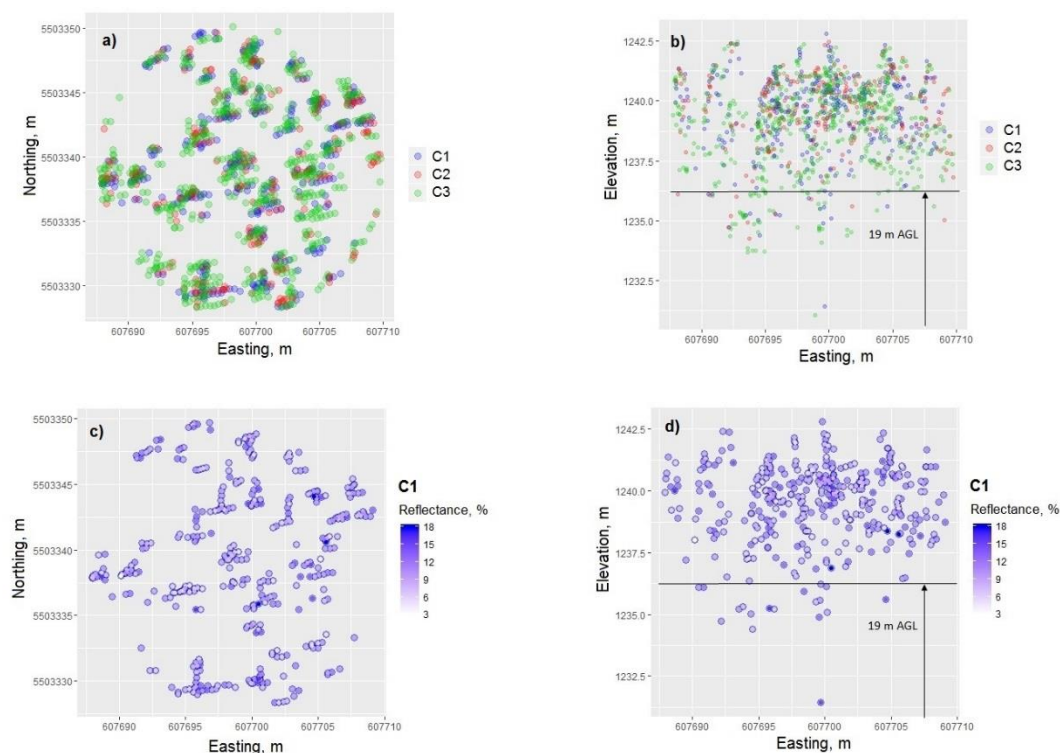 a)
5503350
5503345
5503340
5503335
5503330
Northing, m
607690 607695 607700 607705 607710
Easting, m
C1
C2
C3
b)
1242.5
1240.0
1237.5
1235.0
1232.5
Elevation, m
19 m AGL
607690 607695 607700 607705 607710
Easting, m
C1
C2
C3
c)
5503350
5503345
5503340
5503335
5503330
Northing, m
607690 607695 607700 607705 607710
Easting, m
C1
Reflectance, %
18
15
12
9
6
3
d)
1242.5
1240.0
1237.5
1235.0
1232.5
Elevation, m
19 m AGL
607690 607695 607700 607705 607710
Easting, m
C1
Reflectance, %
18
15
12
9
6
3